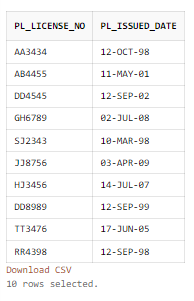 PL_LICENSE_NO PL_ISSUED_DATE
AA3434 12-OCT-98
AB4455 11-MAY-01
DD4545 12-SEP-02
GH6789 02-JUL-08
SJ2343 10-MAR-98
JJ8756 03-APR-09
HJ3456 14-JUL-07
DD8989 12-SEP-99
TT3476 17-JUN-05
RR4398 12-SEP-98
Download CSV
10 rows selected.